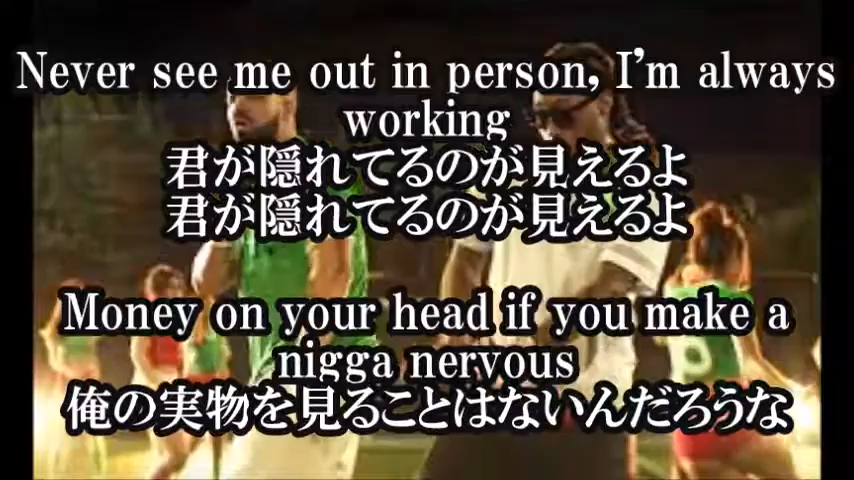 Never see me out in person, I'm always
working
君が隠れてるのが見えるよ
君が隠れてるのが見えるよ
Money on your head if you make a
nigga nervous
俺の実物を見ることはないんだろうな